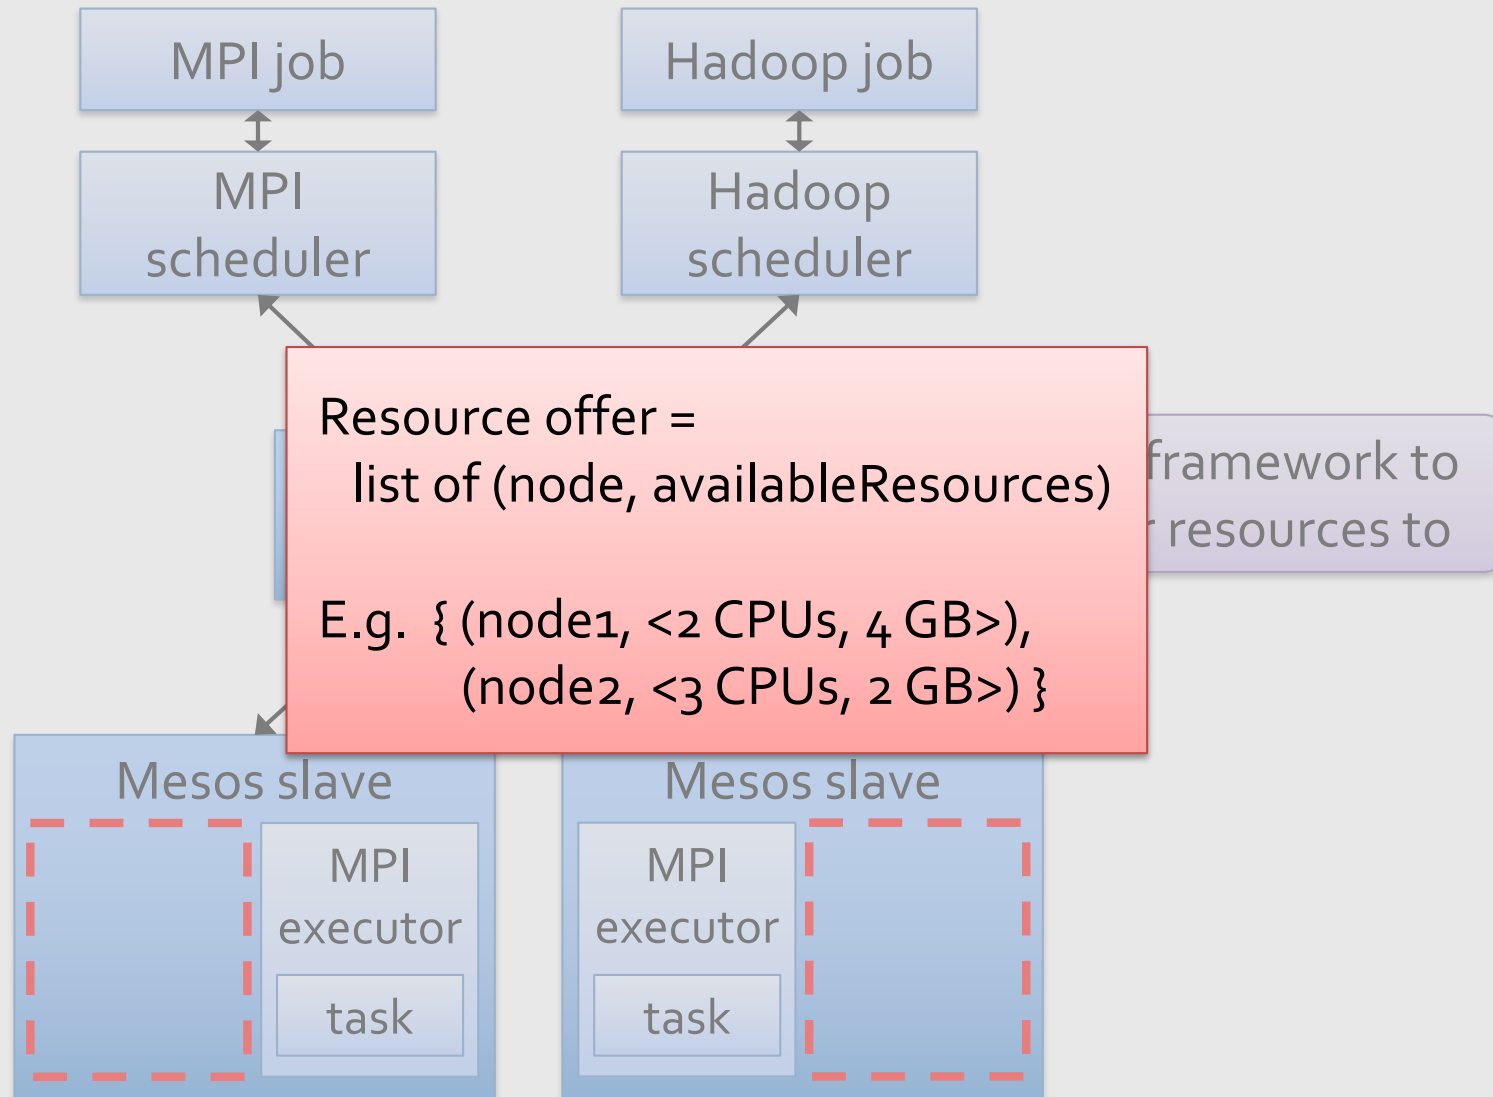 MPI job
Hadoop job
MPI
scheduler
Hadoop
scheduler
Resource offer =
list of (node, availableResources)
E.g. { (node1, <2 CPUs, 4 GB>),
(node2, <3 CPUs, 2 GB>) }
framework to
resources to
Mesos slave
MPI
executor
task
Mesos slave
MPI
executor
task